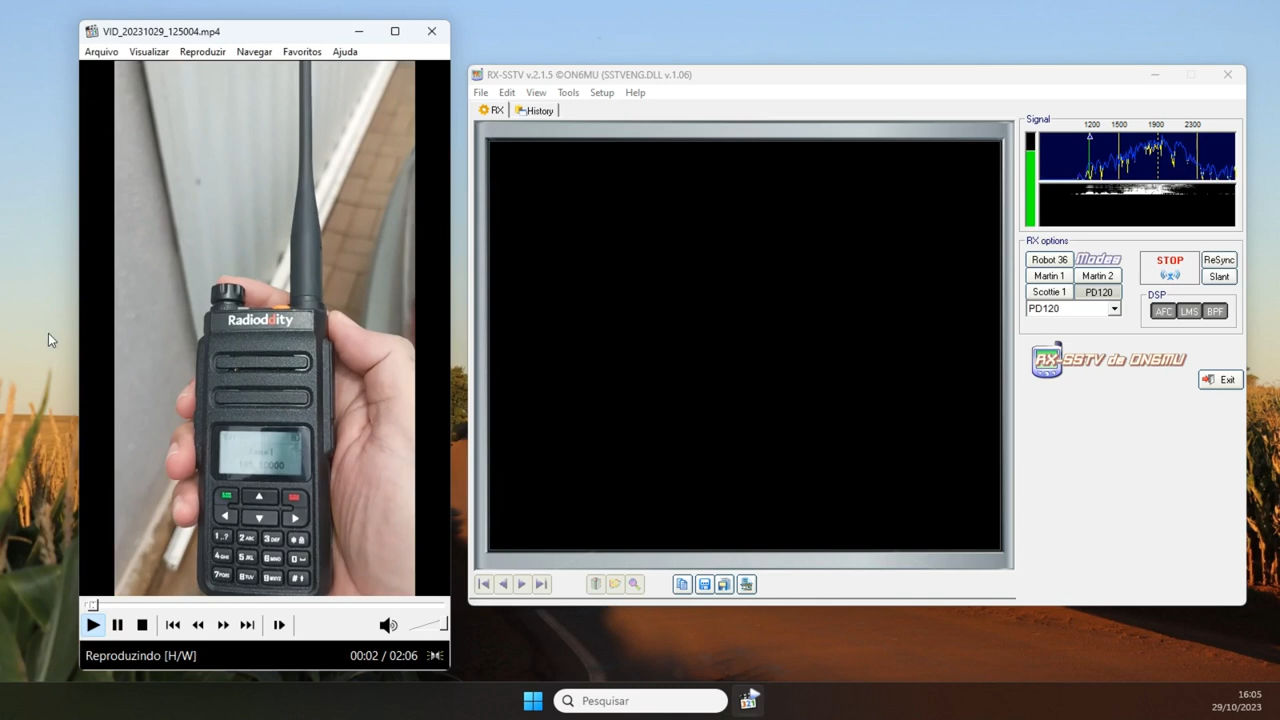 VID_20231029_125004.mp4
Arquivo Visualizar Reproduzir Navegar Favoritos Ajuda
Radioddity
Reproduzindo [H/W] 00:02 / 02:06
RX-SSTV v.2.1.5 ©ON6MU (SSTVENG.DLL v.1.06)
File Edit View Tools Setup Help
RX History
Signal
1200 1500 1900 2300
RX options
Robot 36 Modes
Martin 1 Martin 2
Scottie 1 PD120
PD120
STOP ReSync
Slant
DSP
AFC LMS BPF
RX-SSTV de ON6MU
Exit
Pesquisar
321
16:05
29/10/2023